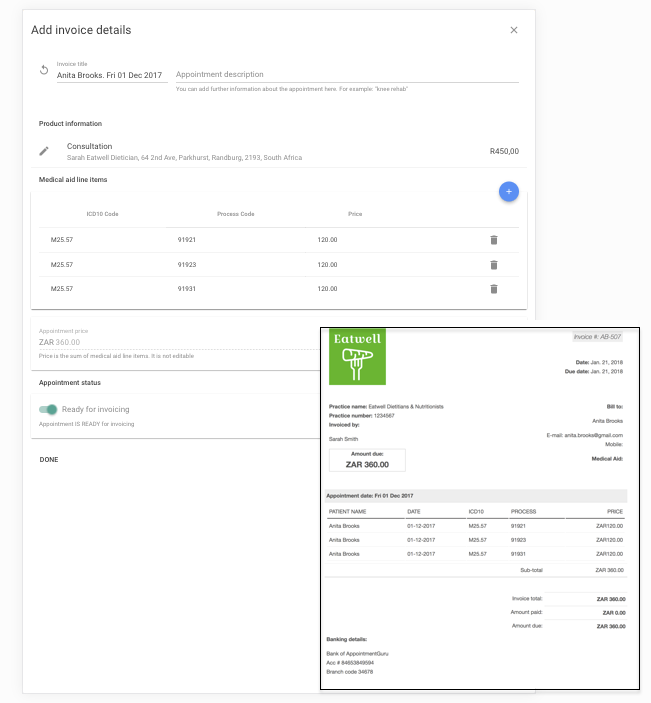 Add invoice details
Invoice title
Anita Brooks. Fri 01 Dec 2017
Appointment description
You can add further information about the appointment here. For example: "knee rehab"
Product information
Consultation
R450,00
Sarah Eatwell Dietician, 64 2nd Ave, Parkhurst, Randburg, 2193, South Africa
Medical aid line items
ICD10 Code Process Code Price
M25.57 91921 120.00
M25.57 91923 120.00
M25.57 91931 120.00
Appointment price
ZAR 360.00
Price is the sum of medical aid line items. It is not editable.
Appointment status
Ready for invoicing
Appointment IS READY for invoicing
DONE
Eatwell
Invoice #: AB-507
Date: Jan. 21, 2018
Due date: Jan. 21, 2018
Practice name: Eatwell Dietitians & Nutritionists
Practice number: 1234567
Invoiced by:
Sarah Smith
Bill to:
Anita Brooks
E-mail: anita.brooks@gmail.com
Mobile:
Medical Aid:
Amount due:
ZAR 360.00
Appointment date: Fri 01 Dec 2017
PATIENT NAME DATE ICD10 PROCESS PRICE
Anita Brooks 01-12-2017 M25.57 91921 ZAR120.00
Anita Brooks 01-12-2017 M25.57 91923 ZAR120.00
Anita Brooks 01-12-2017 M25.57 91931 ZAR120.00
Sub-total ZAR 360.00
Invoice total: ZAR 360.00
Amount paid: ZAR 0.00
Amount due: ZAR 360.00
Banking details:
Bank of AppointmentGuru
Acc # 84653849594
Branch code 34678